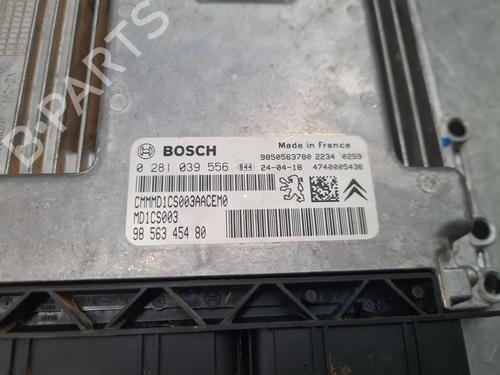 B-PARTS
BOSCH
Made in France
0 281 039 556 944
9850563780 2234 0259
24-04-18 4740005436
CMMMD1CS003AACEM0
MD1CS003
98 563 454 80